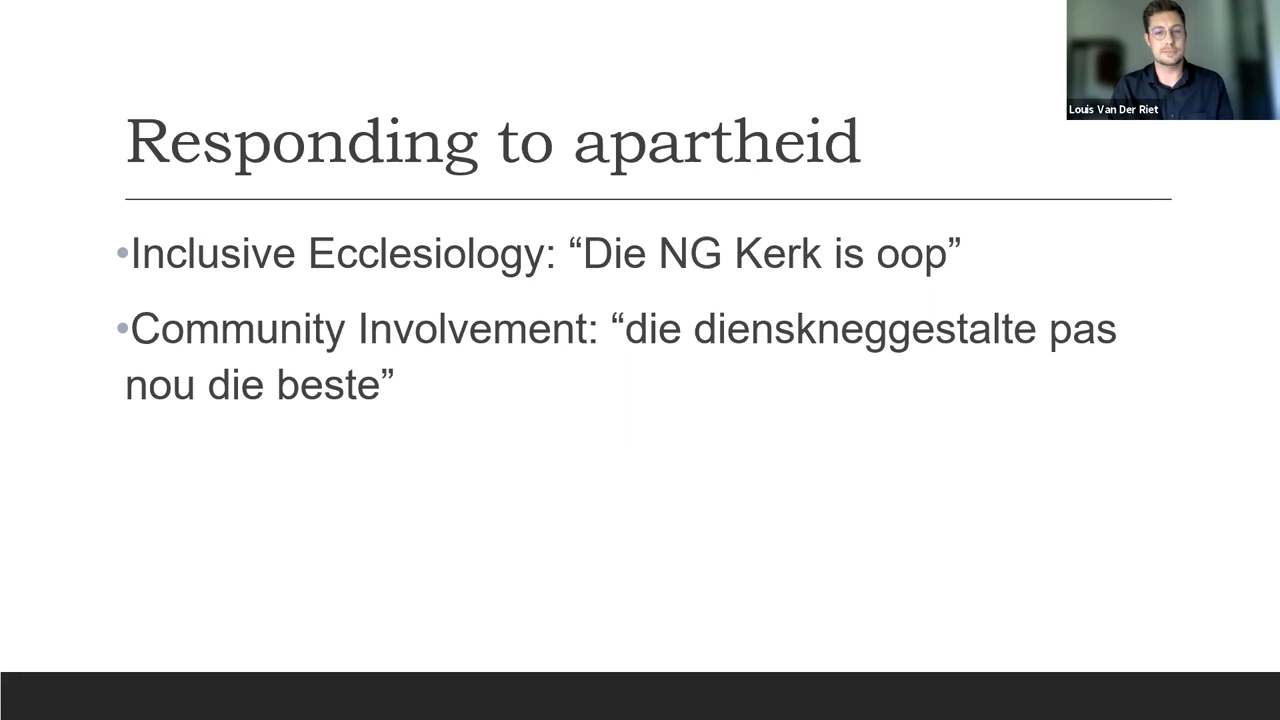 Louis Van Der Riet
Responding to apartheid
•Inclusive Ecclesiology: “Die NG Kerk is oop”
•Community Involvement: “die dienskneggestalte pas
nou die beste”